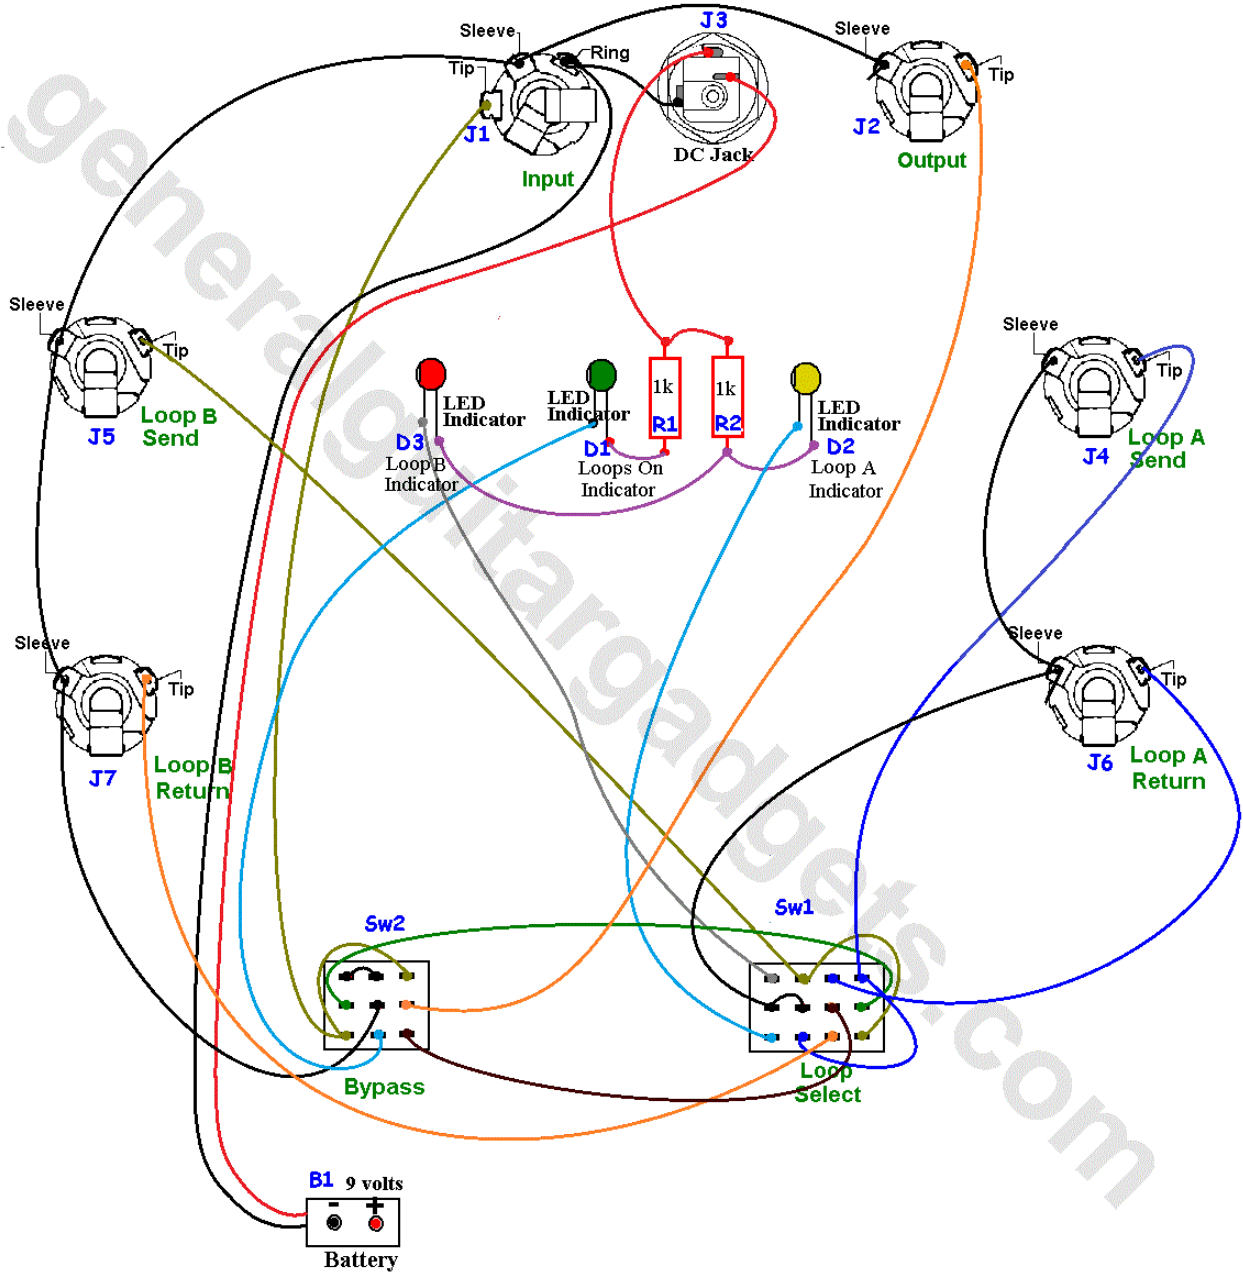 Sleeve
Tip
Ring
J1
Input
J3
DC Jack
Sleeve
Tip
J2
Output
Sleeve
Tip
J5
Loop B
Send
LED
Indicator
D3
Loop B
Indicator
LED
Indicator
D1
Loops On
Indicator
1k
R1
1k
R2
LED
Indicator
D2
Loop A
Indicator
Sleeve
Tip
J4
Loop A
Send
Sleeve
Tip
J7
Loop B
Return
Sleeve
Tip
J6
Loop A
Return
Sw2
Bypass
Sw1
Loop
Select
B1
9 volts
- +
Battery
generalguitargadgets.com